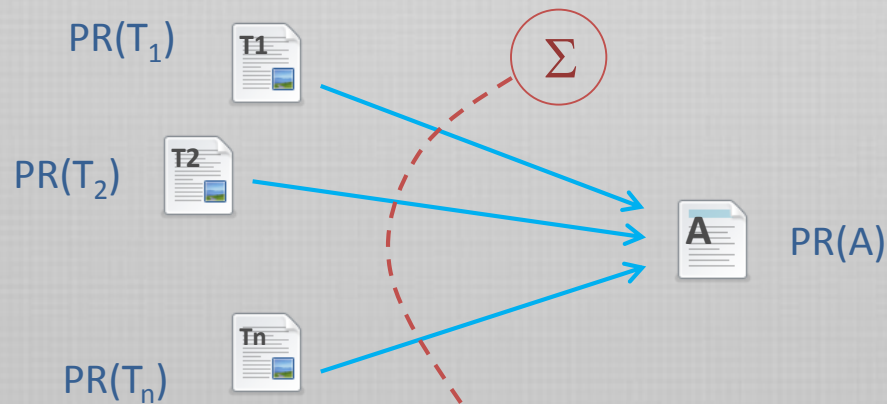 PR(T₁)
T1
Σ
PR(T₂)
T2
A
PR(A)
Tn
PR(Tₙ)